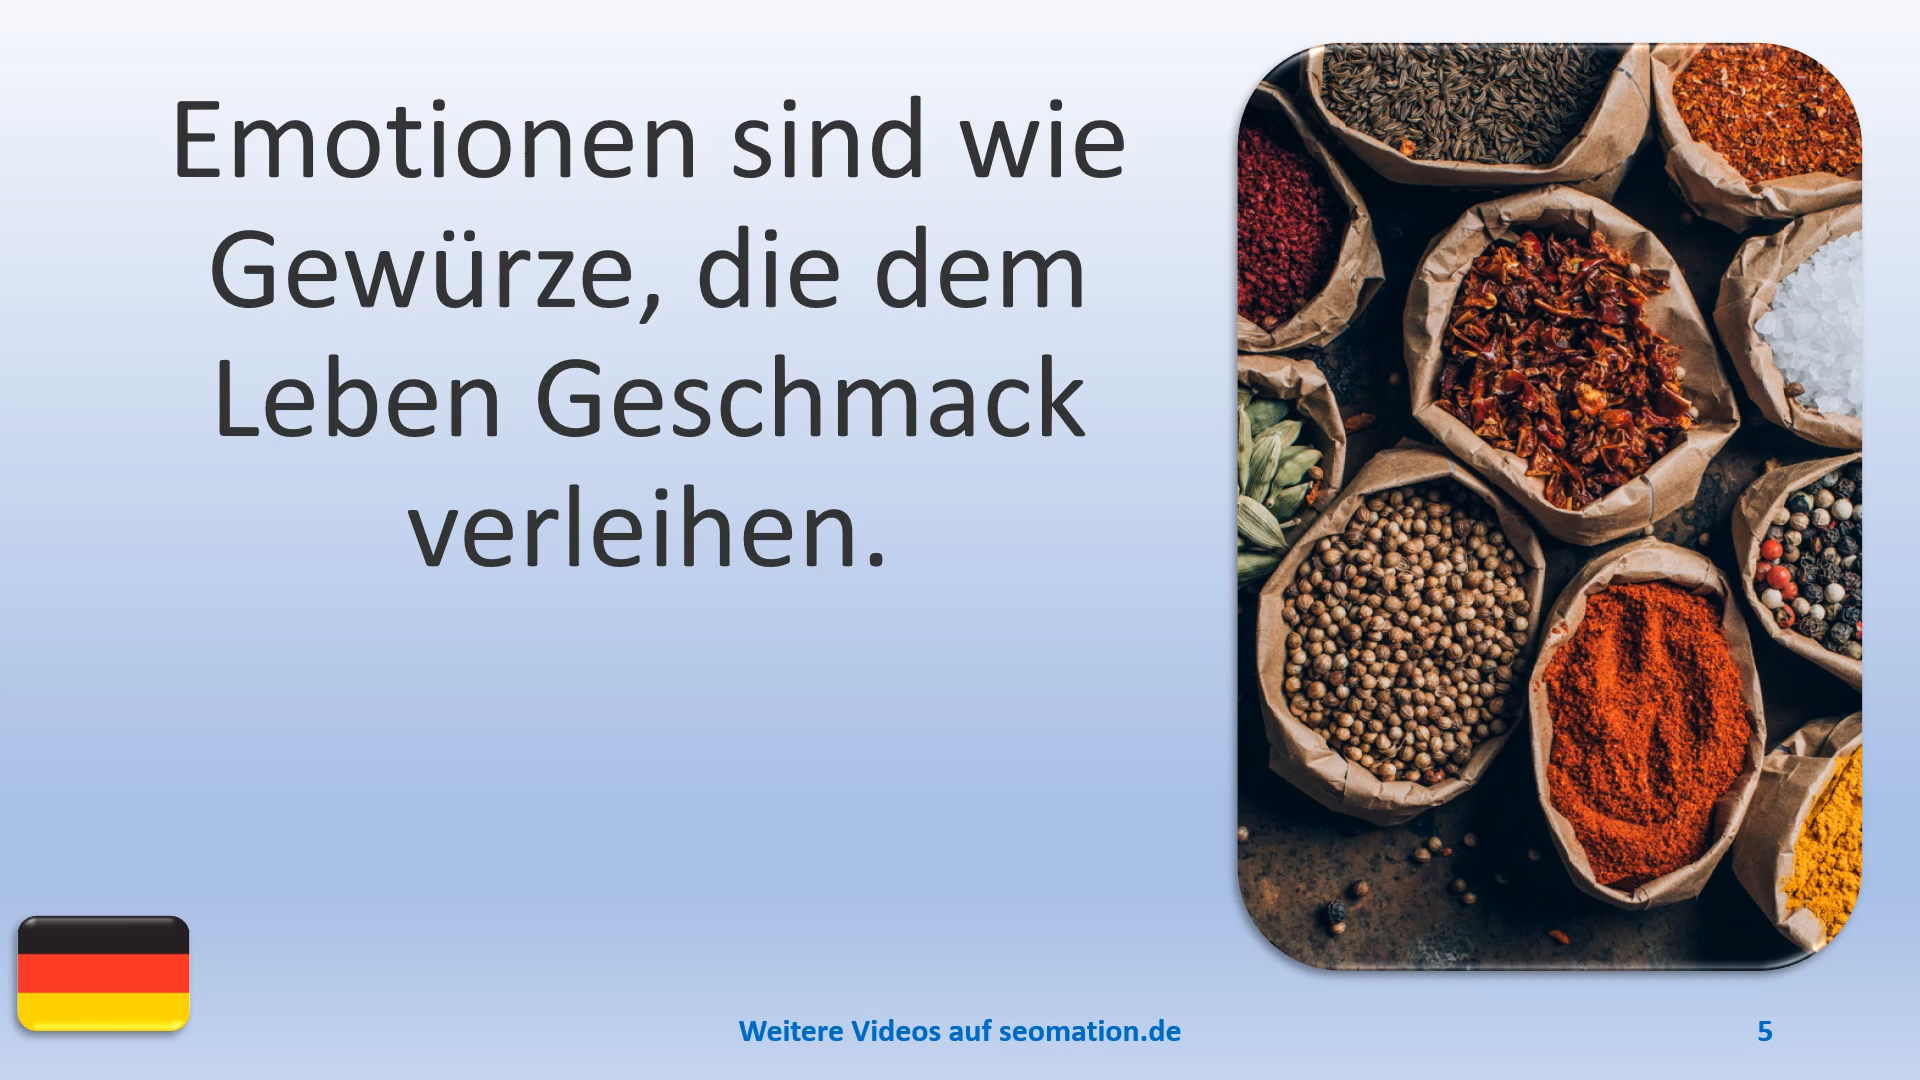 Emotionen sind wie
Gewürze, die dem
Leben Geschmack
verleihen.
Weitere Videos auf seomation.de
5